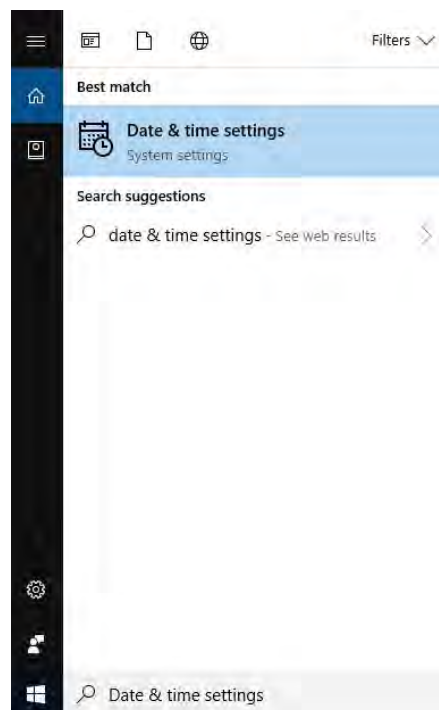 Filters
Best match
Date & time settings
System settings
Search suggestions
date & time settings - See web results
Date & time settings